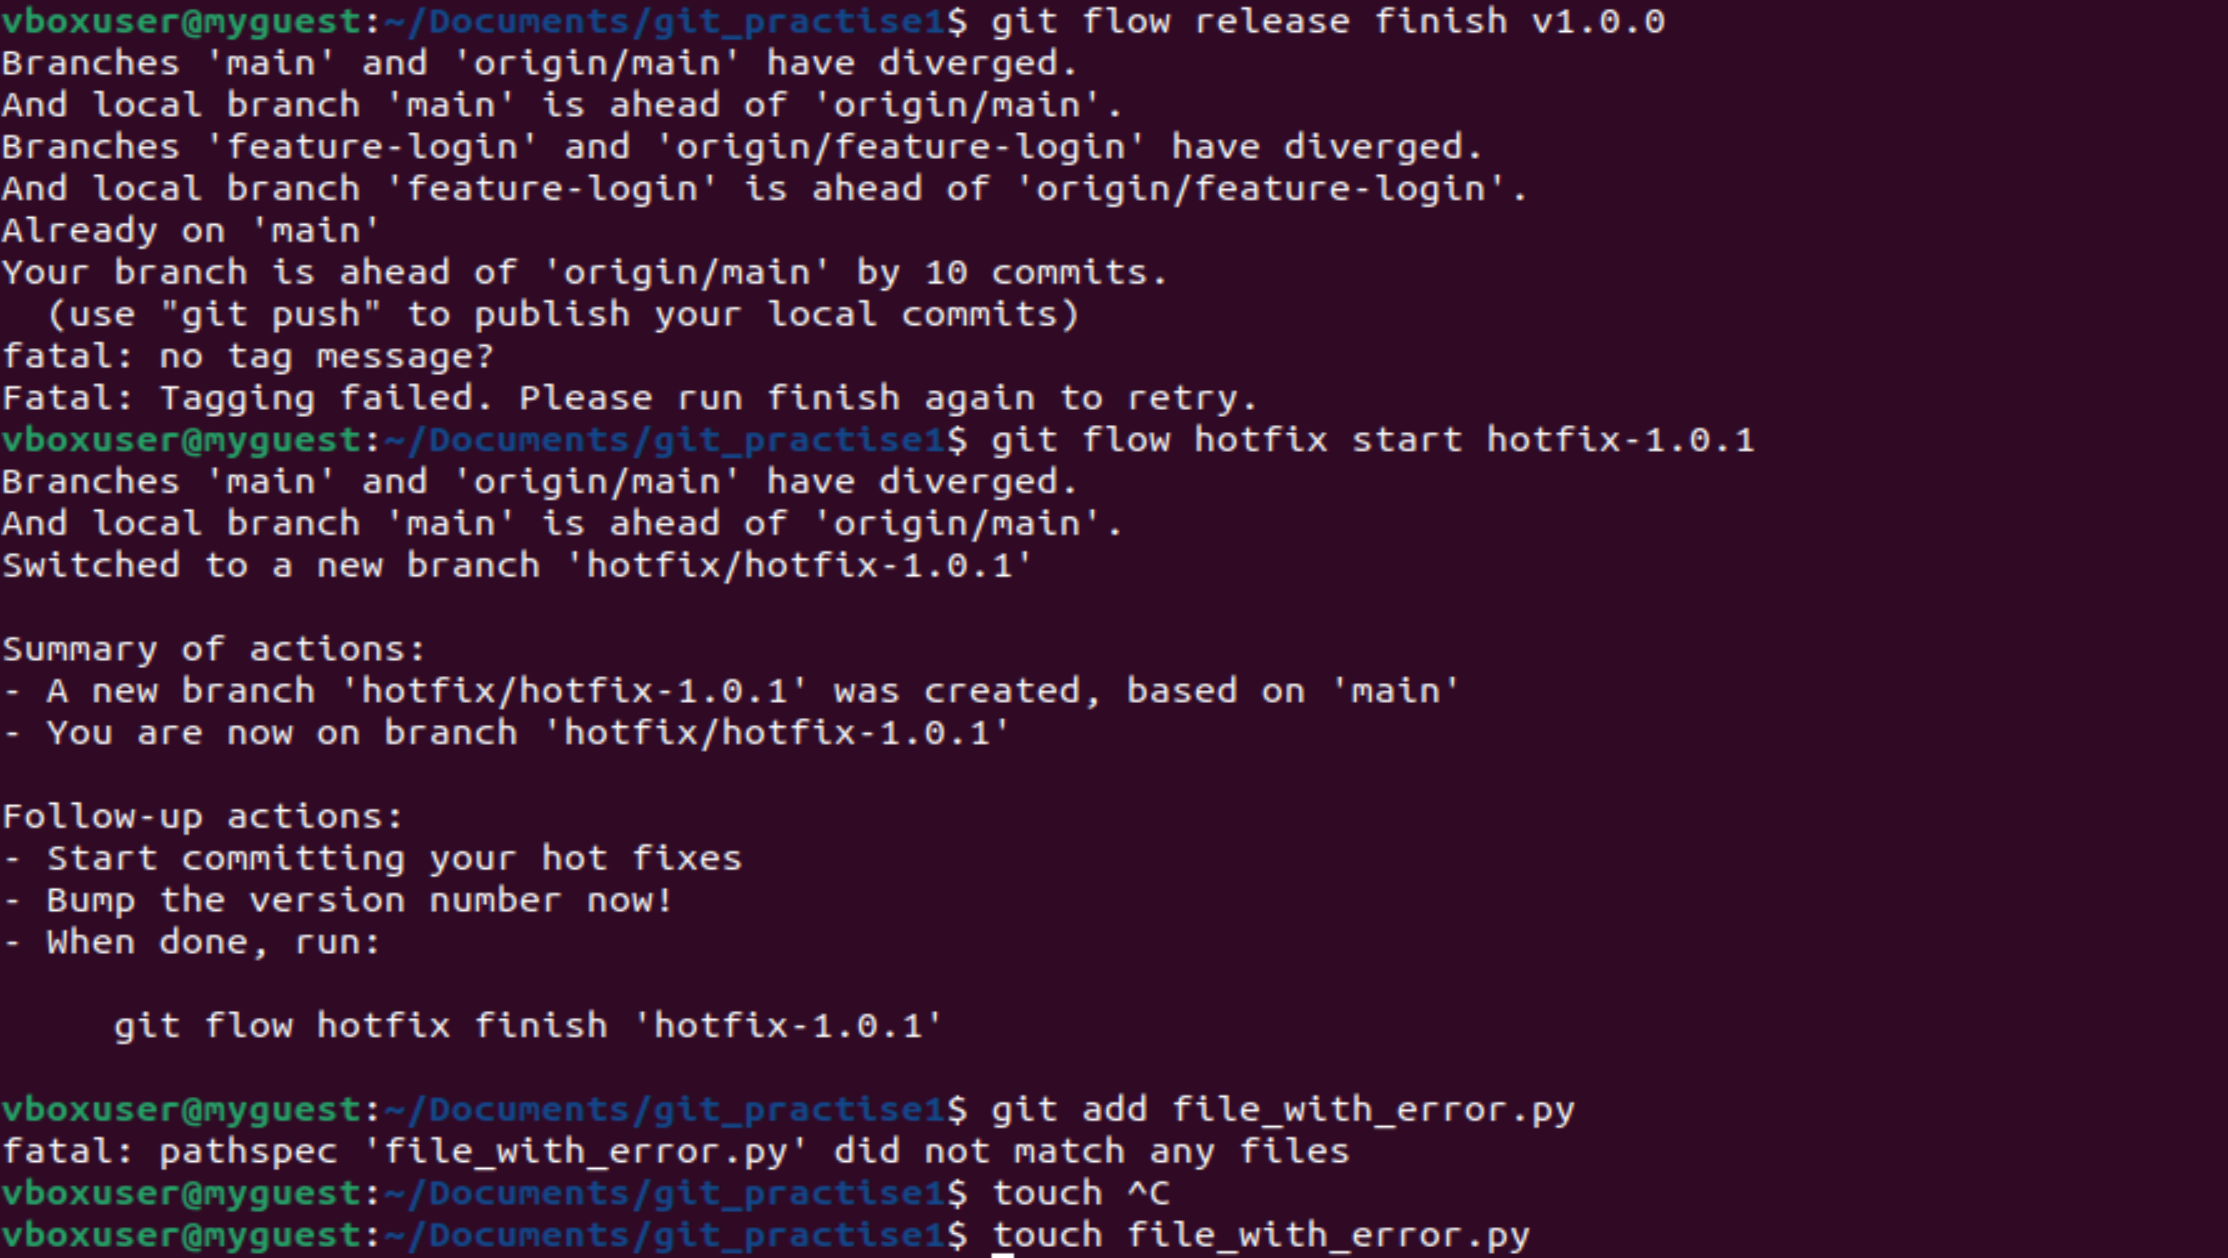 vboxuser@myguest:~/Documents/git_practise1$ git flow release finish v1.0.0
Branches 'main' and 'origin/main' have diverged.
And local branch 'main' is ahead of 'origin/main'.
Branches 'feature-login' and 'origin/feature-login' have diverged.
And local branch 'feature-login' is ahead of 'origin/feature-login'.
Already on 'main'
Your branch is ahead of 'origin/main' by 10 commits.
  (use "git push" to publish your local commits)
fatal: no tag message?
Fatal: Tagging failed. Please run finish again to retry.
vboxuser@myguest:~/Documents/git_practise1$ git flow hotfix start hotfix-1.0.1
Branches 'main' and 'origin/main' have diverged.
And local branch 'main' is ahead of 'origin/main'.
Switched to a new branch 'hotfix/hotfix-1.0.1'

Summary of actions:
- A new branch 'hotfix/hotfix-1.0.1' was created, based on 'main'
- You are now on branch 'hotfix/hotfix-1.0.1'

Follow-up actions:
- Start committing your hot fixes
- Bump the version number now!
- When done, run:

     git flow hotfix finish 'hotfix-1.0.1'

vboxuser@myguest:~/Documents/git_practise1$ git add file_with_error.py
fatal: pathspec 'file_with_error.py' did not match any files
vboxuser@myguest:~/Documents/git_practise1$ touch ^C
vboxuser@myguest:~/Documents/git_practise1$ touch file_with_error.py